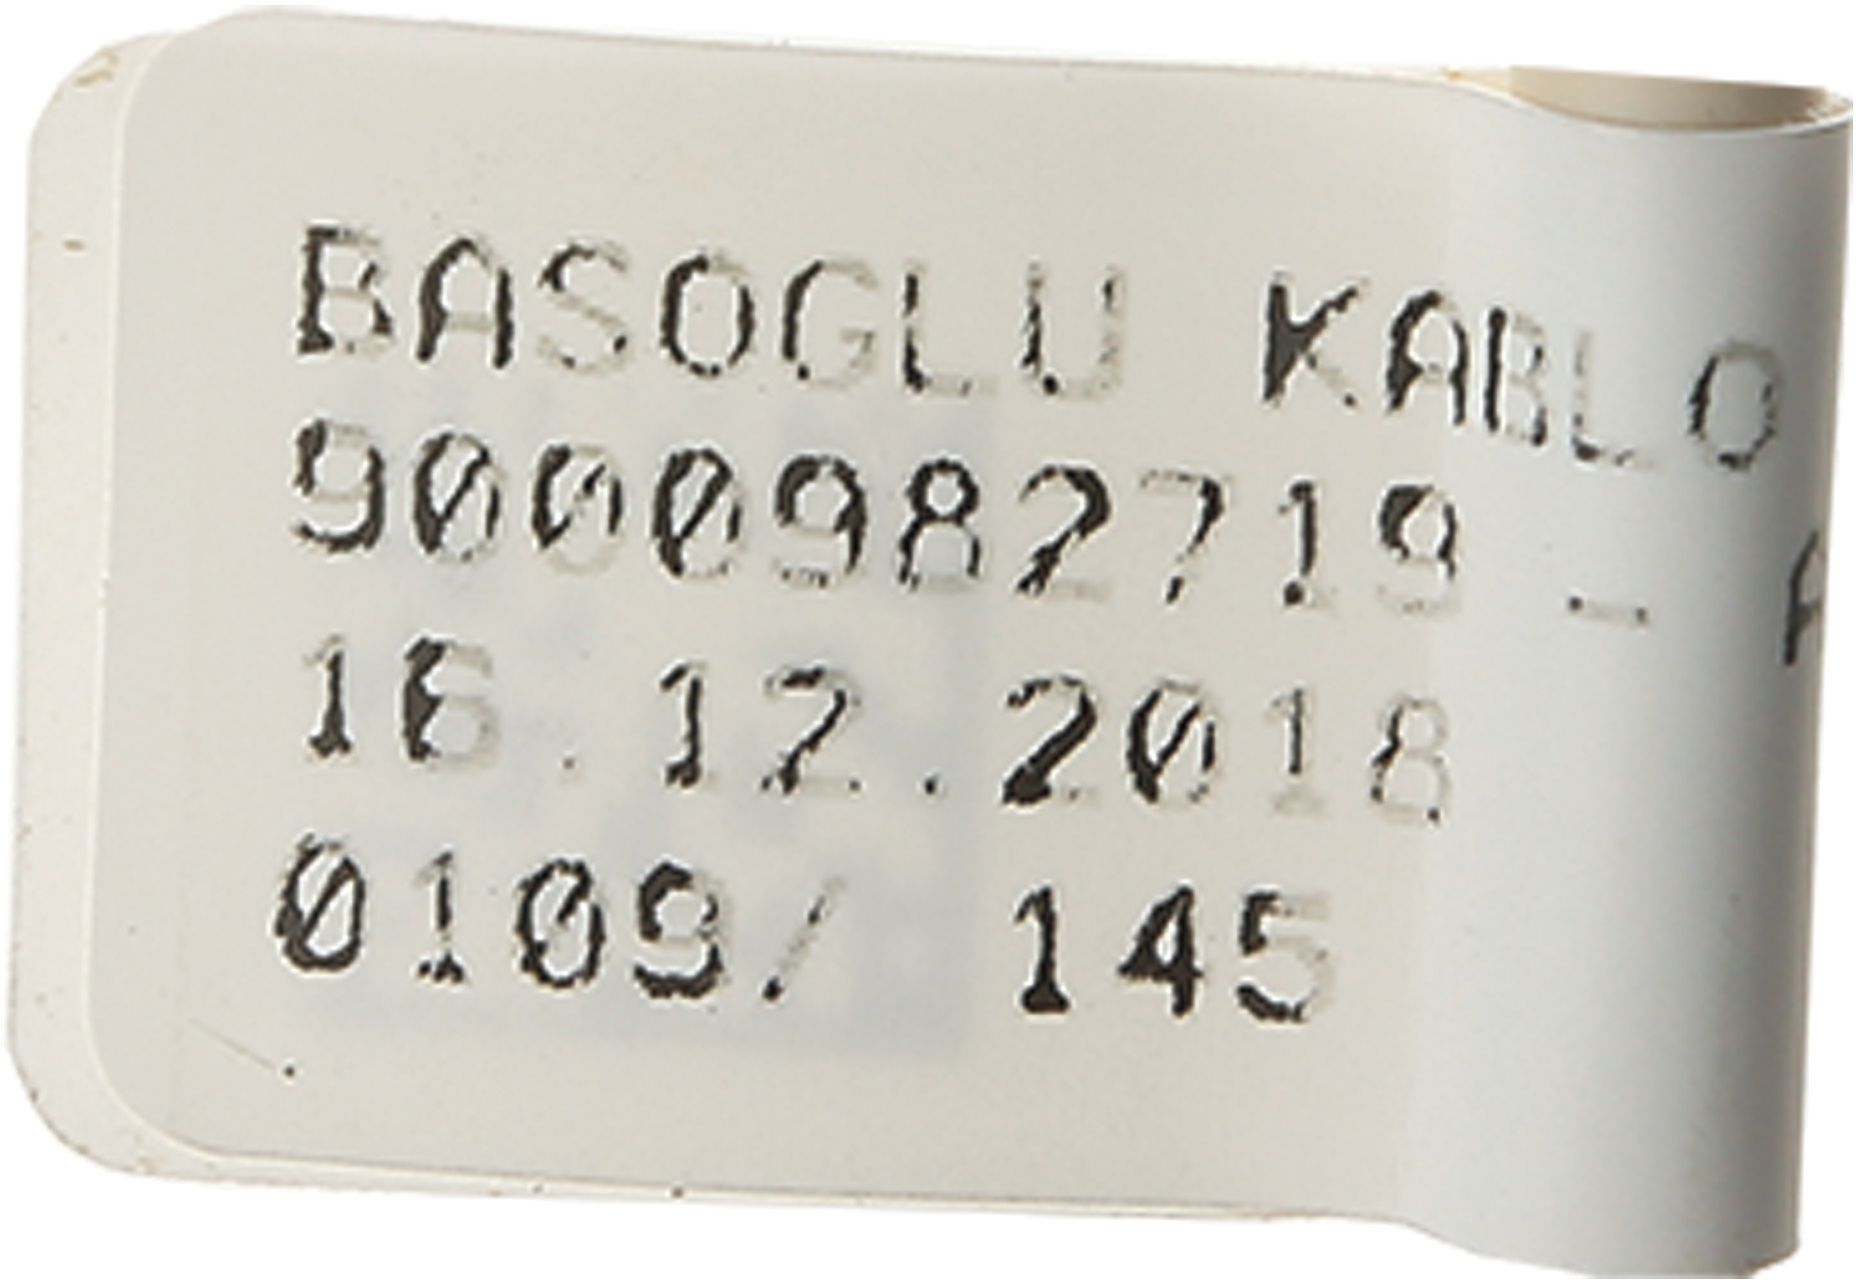 BASOGLU KABLO
9000982719 - A
16.12.2018
0109/ 145